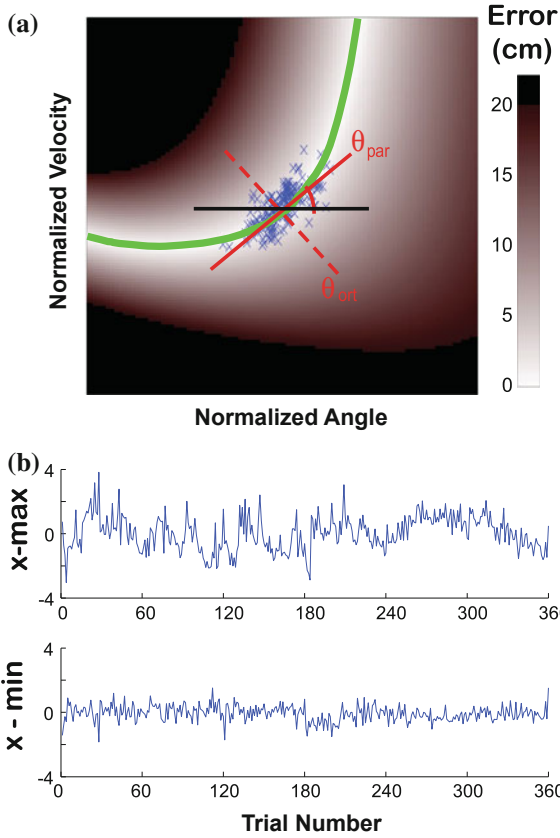 (a)
Error
(cm)
20
15
10
5
0
Normalized Velocity
θpar
θort
Normalized Angle
(b)
x-max
4
0
-4
0 60 120 180 240 300 360
x - min
4
0
-4
0 60 120 180 240 300 360
Trial Number